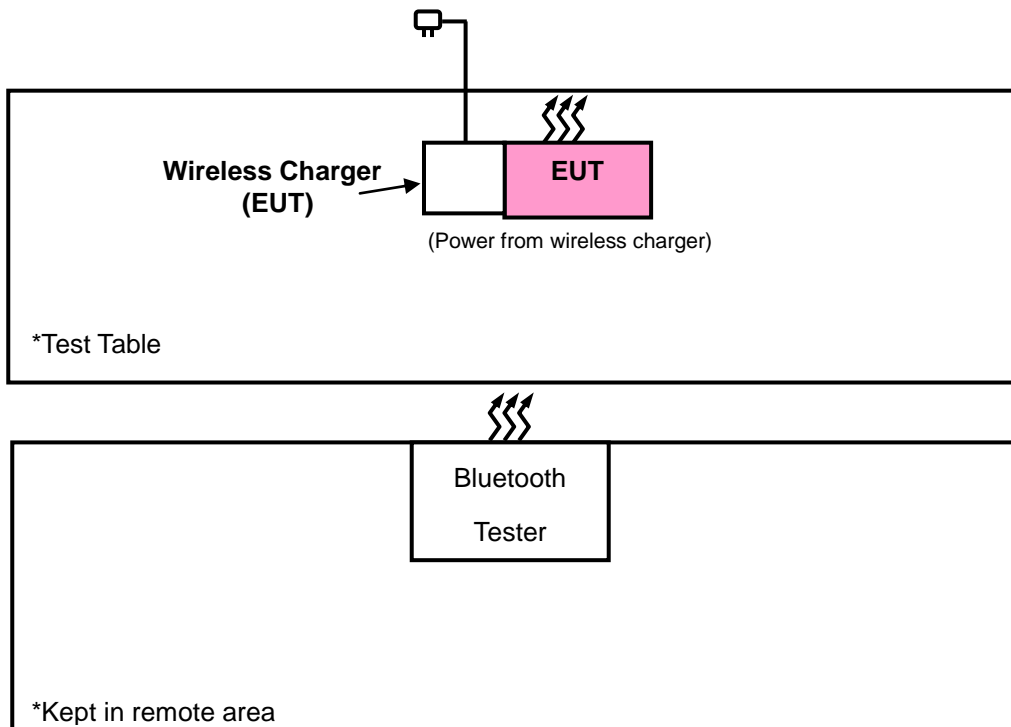 Wireless Charger
(EUT)
EUT
(Power from wireless charger)
*Test Table
Bluetooth
Tester
*Kept in remote area